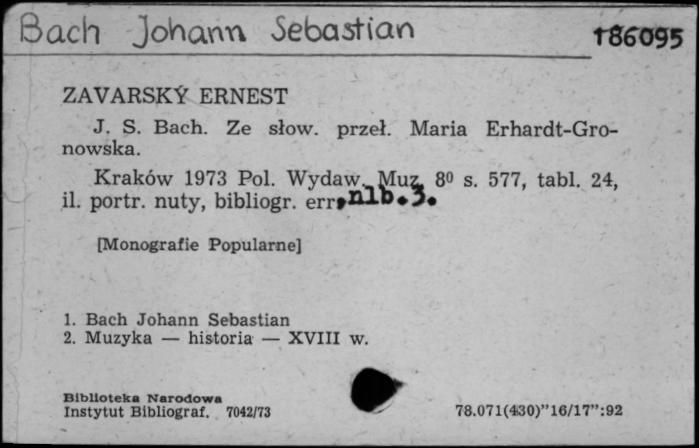 Bach Johann Sebastian
186095
ZAVARSKÝ ERNEST
J. S. Bach. Ze słow. przeł. Maria Erhardt-Gro-
nowska.
Kraków 1973 Pol. Wydaw. Muz. 8⁰ s. 577, tabl. 24,
il. portr. nuty, bibliogr. err, nlb.3.
[Monografie Popularne]
1. Bach Johann Sebastian
2. Muzyka — historia — XVIII w.
Biblioteka Narodowa
Instytut Bibliograf. 7042/73
78.071(430)"16/17":92